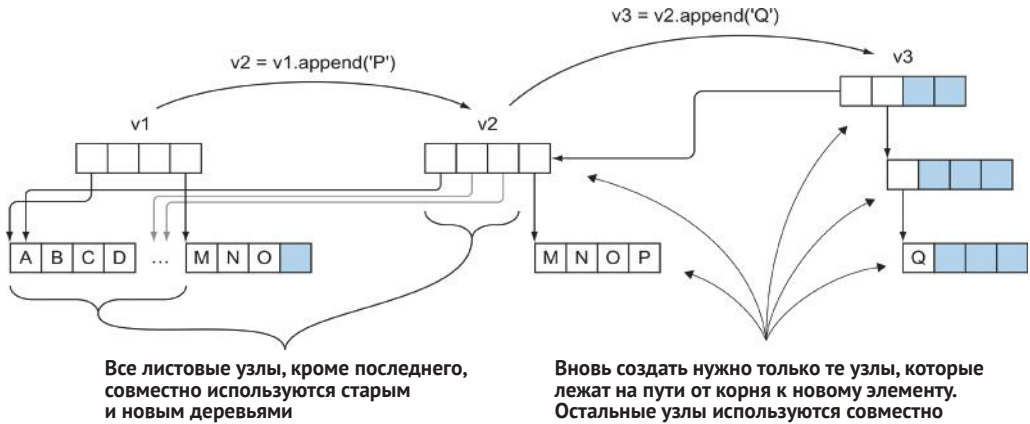 v3 = v2.append('Q')
v2 = v1.append('P')
v3
v1
v2
A B C D ... M N O
M N O P
Q
Все листовые узлы, кроме последнего,
совместно используются старым
и новым деревьями
Вновь создать нужно только те узлы, которые
лежат на пути от корня к новому элементу.
Остальные узлы используются совместно